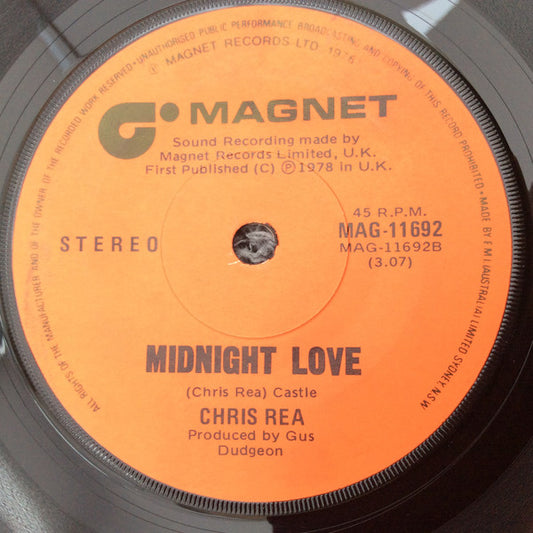 UNAUTHORISED PUBLIC PERFORMANCE BROADCASTING AND COPYING OF THIS RECORD PROHIBITED • MADE BY E M I (AUSTRALIA) LIMITED SYDNEY N.S.W.
ALL RIGHTS OF THE MANUFACTURER AND OF THE OWNER OF THE RECORDED WORK RESERVED •
Ⓟ MAGNET RECORDS LTD. 1976
MAGNET
Sound Recording made by
Magnet Records Limited, U.K.
First Published (C) Ⓟ 1978 in U.K.
STEREO
45 R.P.M.
MAG-11692
MAG-11692B
(3.07)
MIDNIGHT LOVE
(Chris Rea) Castle
CHRIS REA
Produced by Gus
Dudgeon